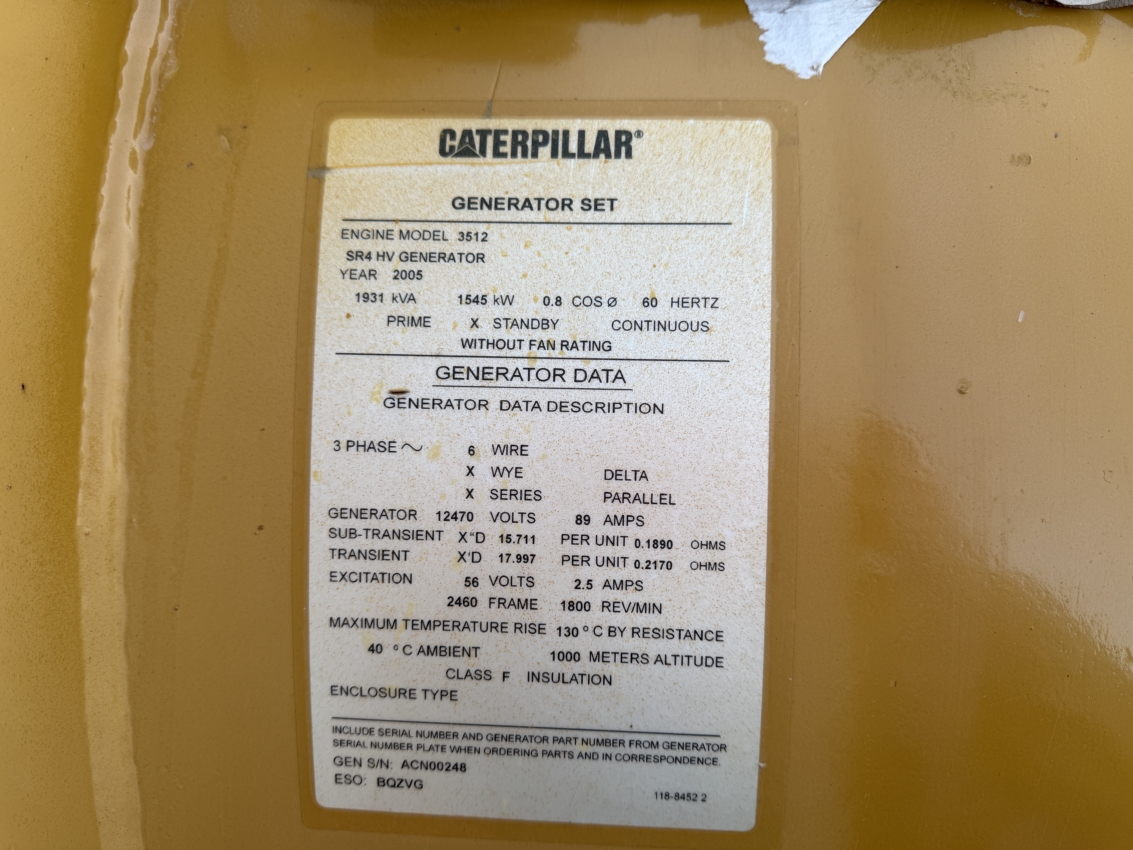 CATERPILLAR®
GENERATOR SET
ENGINE MODEL 3512
SR4 HV GENERATOR
YEAR 2005
1931 kVA 1545 kW 0.8 COS Ø 60 HERTZ
PRIME X STANDBY CONTINUOUS
WITHOUT FAN RATING
GENERATOR DATA
GENERATOR DATA DESCRIPTION
3 PHASE ~ 6 WIRE
X WYE DELTA
X SERIES PARALLEL
GENERATOR 12470 VOLTS 89 AMPS
SUB-TRANSIENT X"D 15.711 PER UNIT 0.1890 OHMS
TRANSIENT X'D 17.997 PER UNIT 0.2170 OHMS
EXCITATION 56 VOLTS 2.5 AMPS
2460 FRAME 1800 REV/MIN
MAXIMUM TEMPERATURE RISE 130 º C BY RESISTANCE
40 º C AMBIENT 1000 METERS ALTITUDE
CLASS F INSULATION
ENCLOSURE TYPE
INCLUDE SERIAL NUMBER AND GENERATOR PART NUMBER FROM GENERATOR
SERIAL NUMBER PLATE WHEN ORDERING PARTS AND IN CORRESPONDENCE.
GEN S/N: ACN00248
ESO: BQZVG
118-8452 2